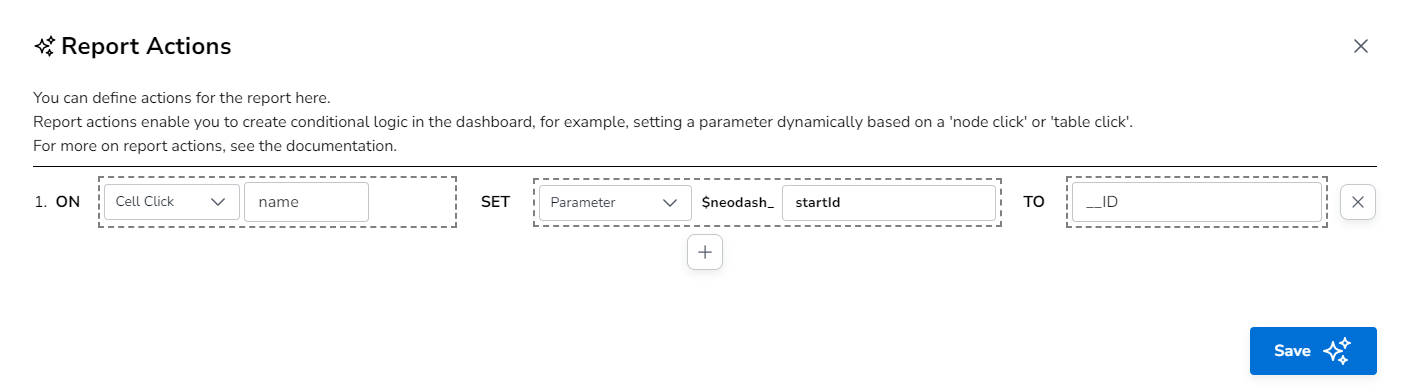 Report Actions
You can define actions for the report here.
Report actions enable you to create conditional logic in the dashboard, for example, setting a parameter dynamically based on a 'node click' or 'table click'.
For more on report actions, see the documentation.
1. ON Cell Click name SET Parameter $neodash_ startId TO __ID
Save